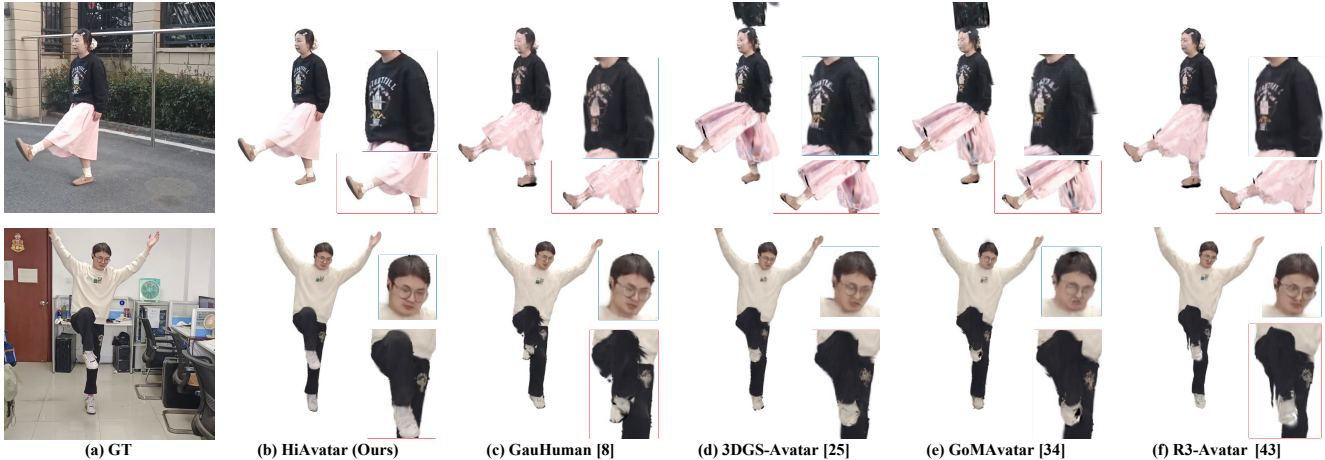 (a) GT
(b) HiAvatar (Ours)
(c) GauHuman [8]
(d) 3DGS-Avatar [25]
(e) GoMAvatar [34]
(f) R3-Avatar [43]